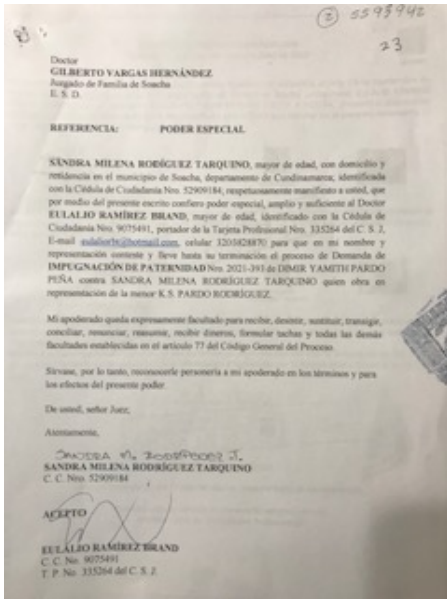 ② 5593942
23
Doctor
GILBERTO VARGAS HERNÁNDEZ
Juzgado de Familia de Soacha
E. S. D.
REFERENCIA: PODER ESPECIAL
SANDRA MILENA RODÍGUEZ TARQUINO, mayor de edad, con domicilio y
residencia en el municipio de Soacha, departamento de Cundinamarca, identificada
con la Cédula de Ciudadanía Nro. 52909184, respetuosamente manifiesto a usted, que
por medio del presente escrito confiero poder especial, amplio y suficiente al Doctor
EULALIO RAMÍREZ BRAND, mayor de edad, identificado con la Cédula de
Ciudadanía Nro. 9075491, portador de la Tarjeta Profesional Nro. 335264 del C. S. J,
E-mail eulaliorb@hotmail.com, celular 3205828870 para que en mi nombre y
representación conteste y lleve hasta su terminación el proceso de Demanda de
IMPUGNACIÓN DE PATERNIDAD Nro. 2021-393 de DIMIR YAMITH PARDO
PEÑA contra SANDRA MILENA RODRÍGUEZ TARQUINO quien obra en
representación de la menor K.S. PARDO RODRÍGUEZ.
Mi apoderado queda expresamente facultado para recibir, desistir, sustituir, transigir,
conciliar, renunciar, reasumir, recibir dineros, formular tachas y todas las demás
facultades establecidas en el artículo 77 del Código General del Proceso.
Sírvase, por lo tanto, reconocerle personería a mi apoderado en los términos y para
los efectos del presente poder.
De usted, señor Juez,
Atentamente,
SANDRA M. RODRÍGUEZ T.
SANDRA MILENA RODRÍGUEZ TARQUINO
C. C. Nro. 52909184
ACEPTO
EULALIO RAMÍREZ BRAND
C. C. No. 9075491
T. P. No. 335264 del C. S. J.